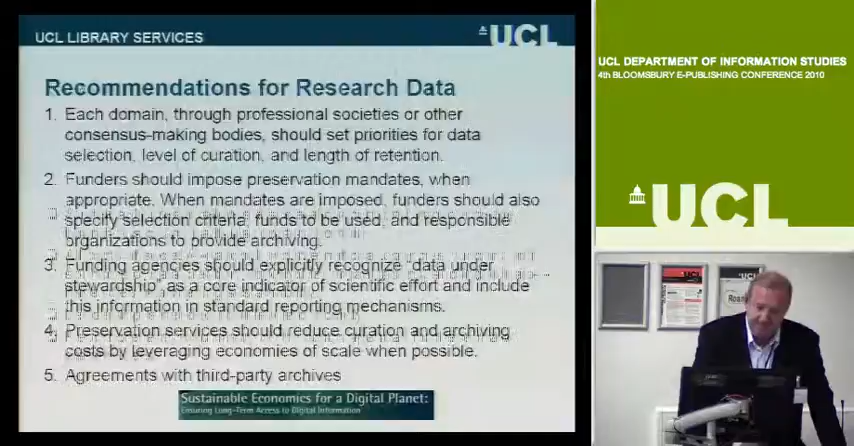 UCL LIBRARY SERVICES
UCL
Recommendations for Research Data
1. Each domain, through professional societies or other
consensus-making bodies, should set priorities for data
selection, level of curation, and length of retention.
2. Funders should impose preservation mandates, when
appropriate. When mandates are imposed, funders should also
specify selection criteria, funds to be used, and responsible
organizations to provide archiving.
3. Funding agencies should explicitly recognize "data under
stewardship" as a core indicator of scientific effort and include
this information in standard reporting mechanisms.
4. Preservation services should reduce curation and archiving
costs by leveraging economies of scale when possible.
5. Agreements with third-party archives
Sustainable Economics for a Digital Planet:
Ensuring Long-Term Access to Digital Information
UCL DEPARTMENT OF INFORMATION STUDIES
4TH BLOOMSBURY E-PUBLISHING CONFERENCE 2010
UCL
UCL